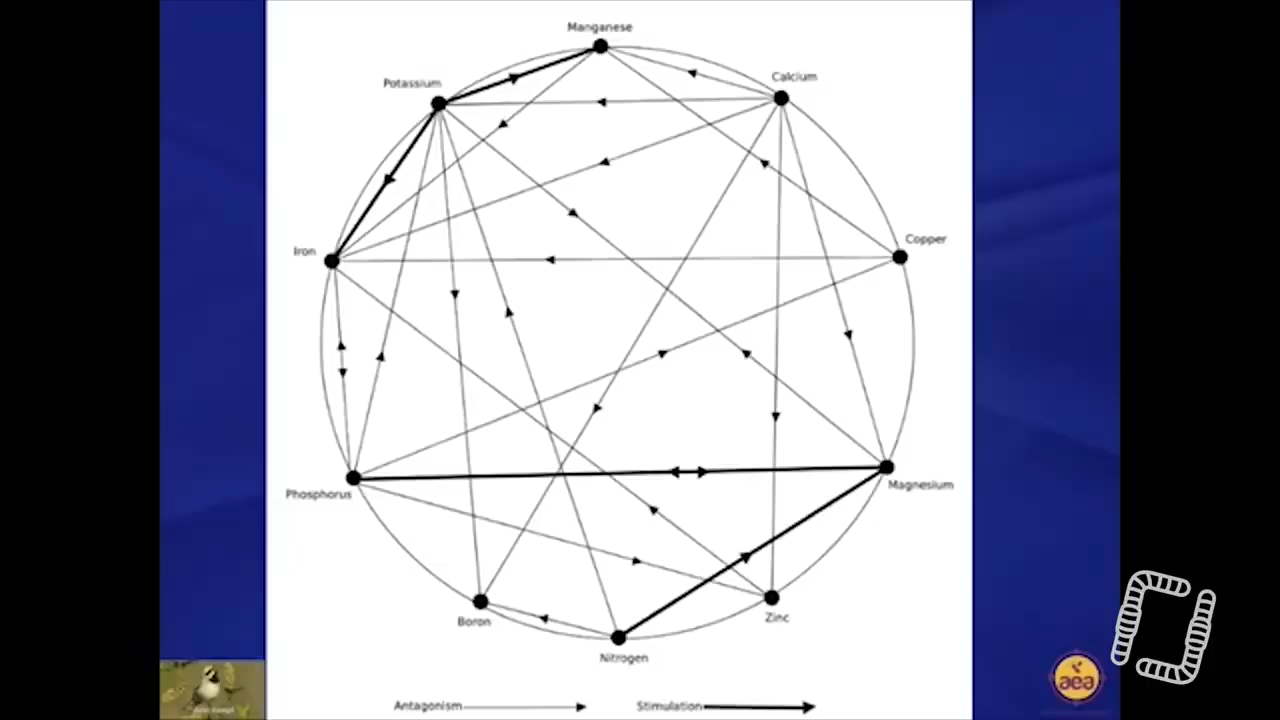 Manganese
Potassium
Calcium
Copper
Iron
Phosphorus
Magnesium
Boron
Zinc
Nitrogen
Antagonism
Stimulation
aea